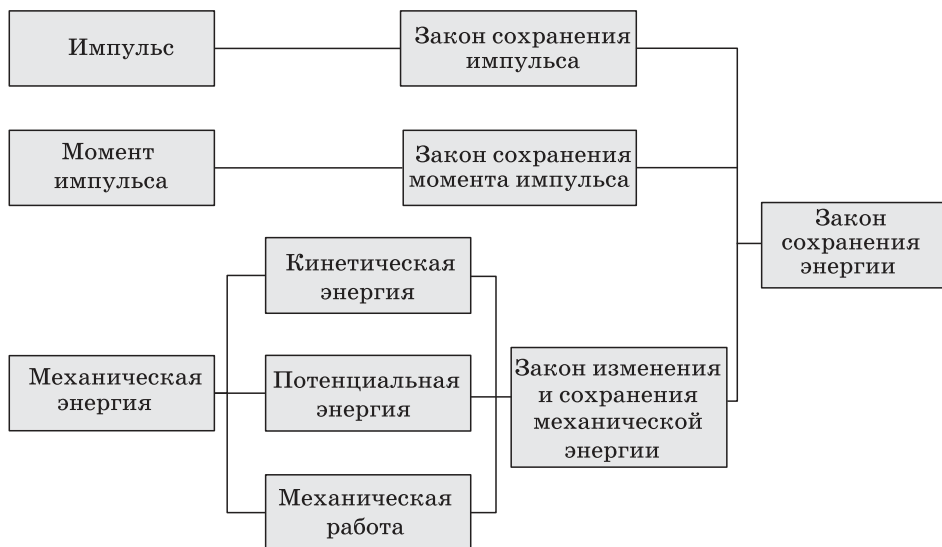 Импульс
Закон сохранения
импульса
Момент
импульса
Закон сохранения
момента импульса
Закон
сохранения
энергии
Кинетическая
энергия
Механическая
энергия
Потенциальная
энергия
Закон изменения
и сохранения
механической
энергии
Механическая
работа